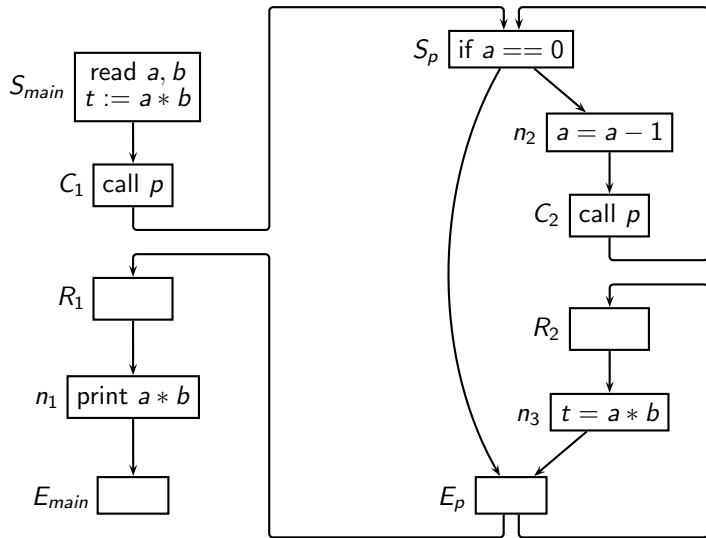 S_main
read a, b
t := a * b
C_1 call p
R_1
n_1 print a * b
E_main
S_p if a == 0
n_2 a = a − 1
C_2 call p
R_2
n_3 t = a * b
E_p